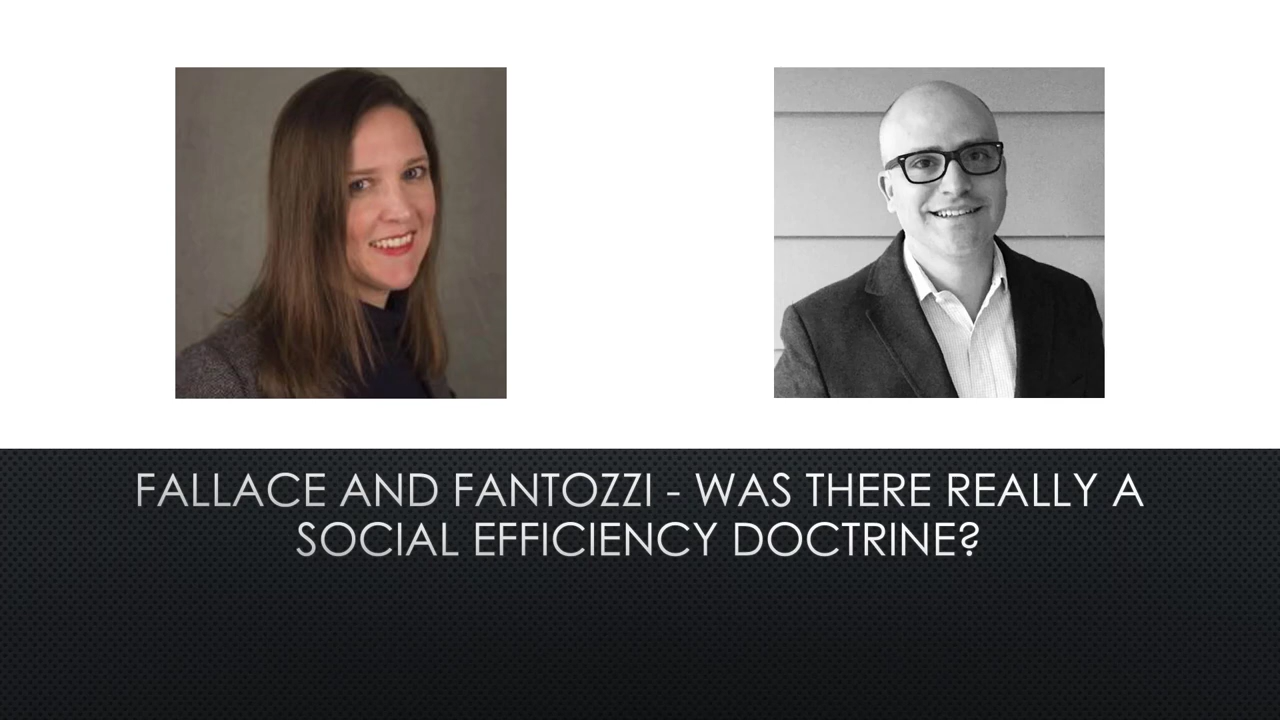 FALLACE AND FANTOZZI - WAS THERE REALLY A
SOCIAL EFFICIENCY DOCTRINE?